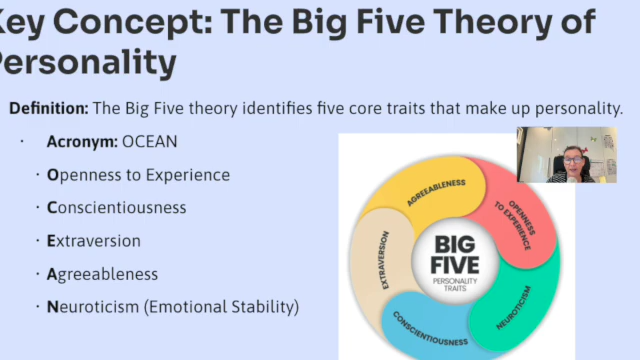 Key Concept: The Big Five Theory of
Personality
Definition: The Big Five theory identifies five core traits that make up personality.
· Acronym: OCEAN
· Openness to Experience
· Conscientiousness
· Extraversion
· Agreeableness
· Neuroticism (Emotional Stability)
AGREEABLENESS
OPENNESS
TO EXPERIENCE
EXTRAVERSION
BIG
FIVE
PERSONALITY
TRAITS
NEUROTICISM
CONSCIENTIOUSNESS